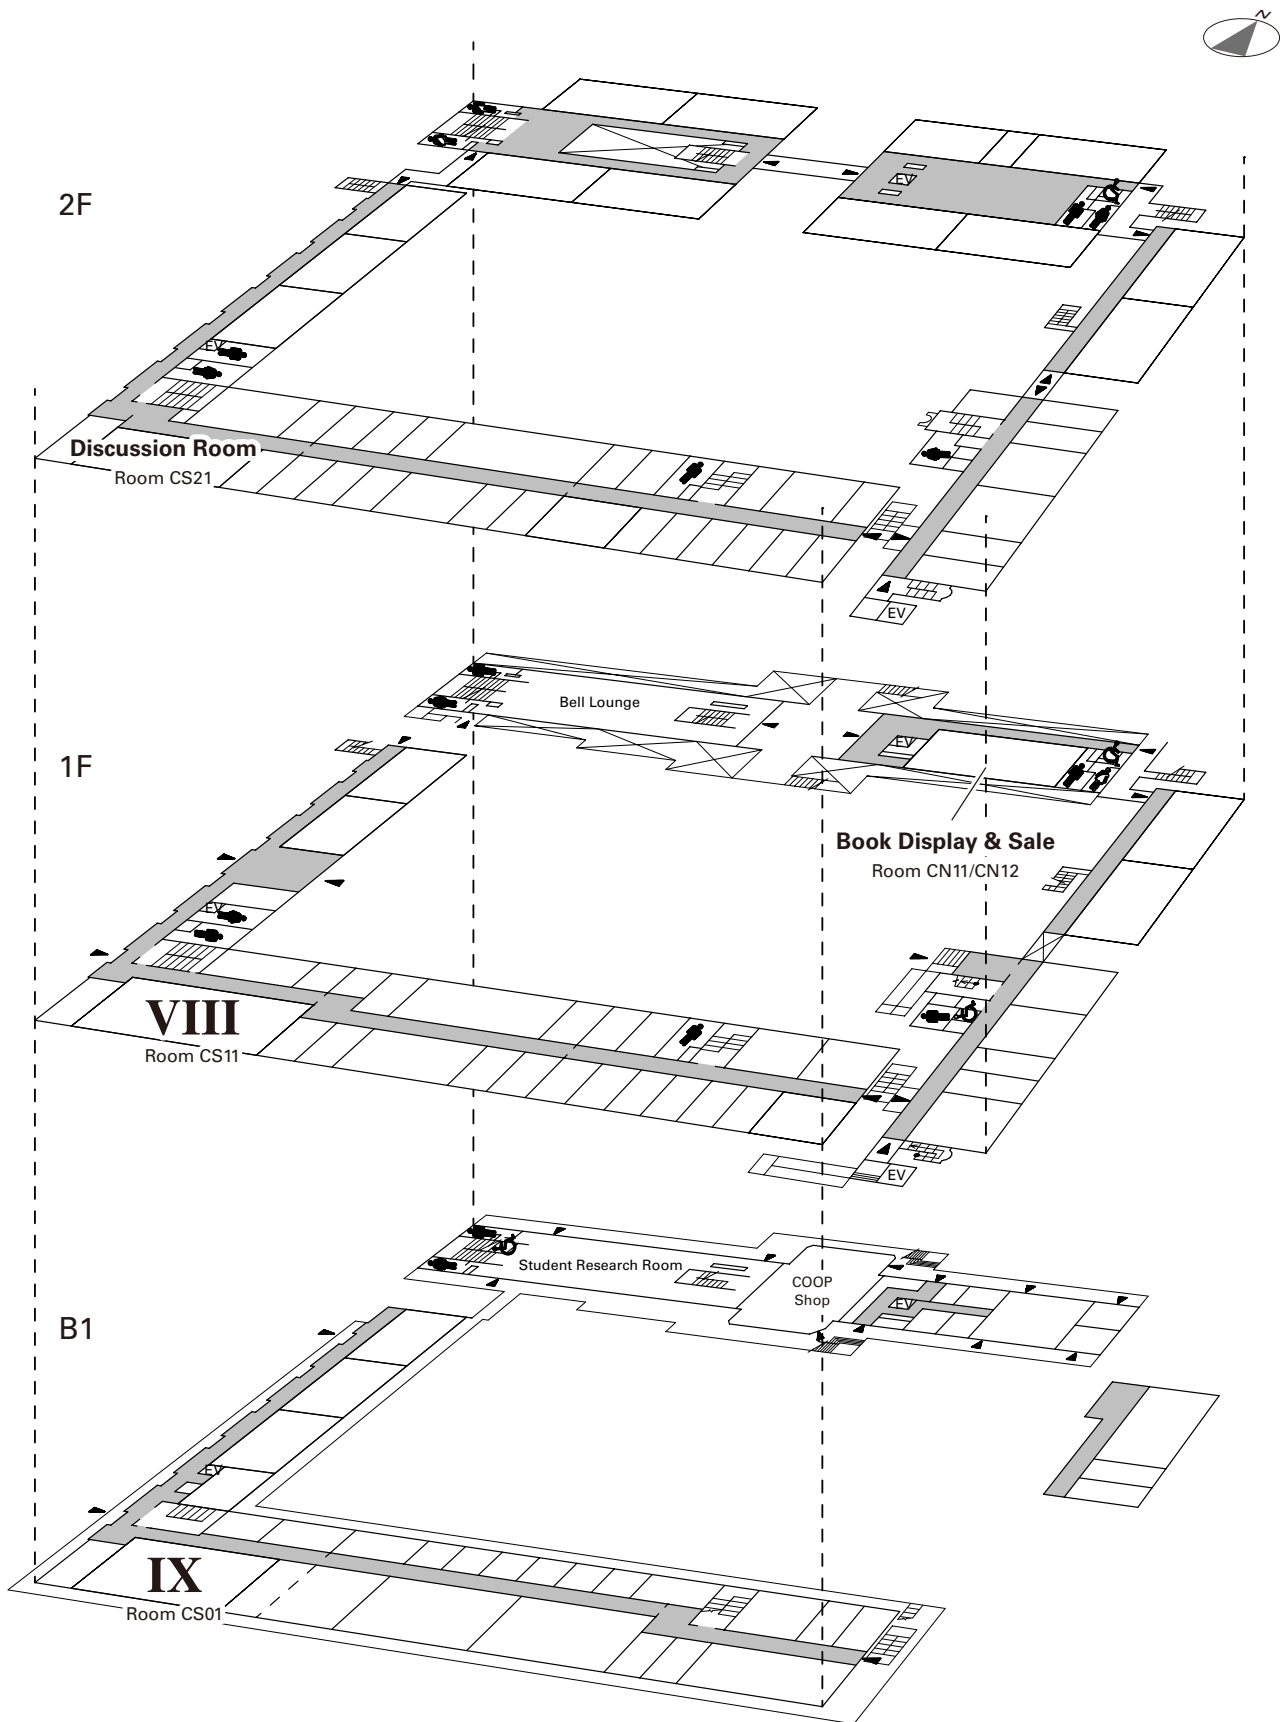 N
EV
2F
EV
Discussion Room
Room CS21
EV
Bell Lounge
EV
1F
Book Display & Sale
Room CN11/CN12
EV
VIII
Room CS11
EV
Student Research Room
COOP
Shop
EV
B1
EV
IX
Room CS01